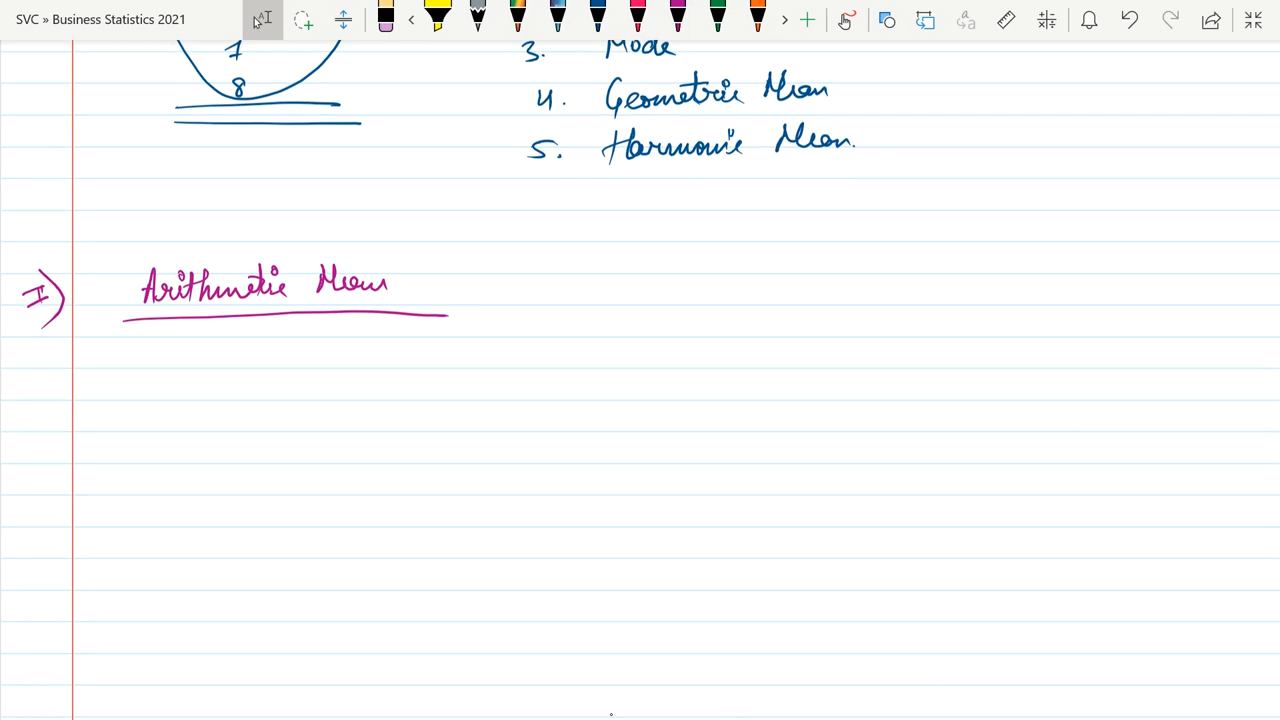 SVC » Business Statistics 2021
7
8
3. Mode
4. Geometric Mean
5. Harmonic Mean.
I) Arithmetic Mean